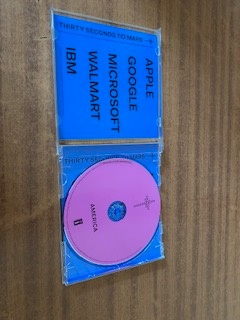 THIRTY SECONDS TO MARS
APPLE
GOOGLE
MICROSOFT
WALMART
IBM
THIRTY SECONDS TO MARS
AMERICA